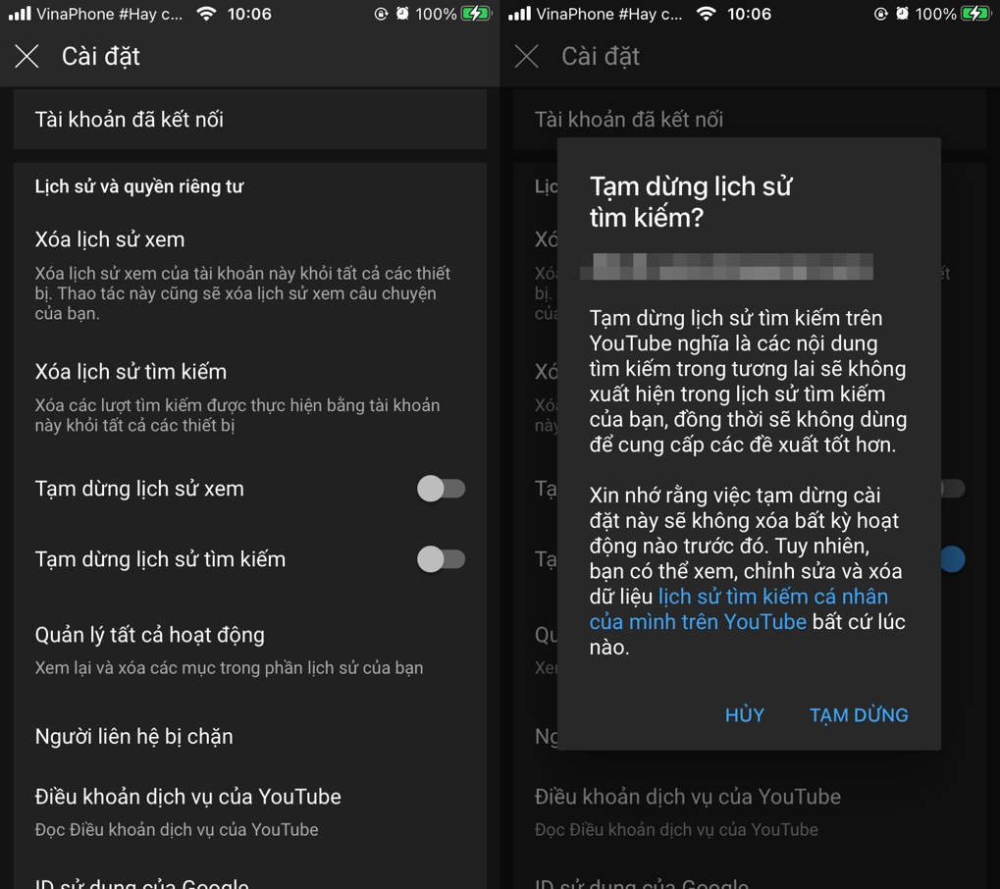 VinaPhone #Hay c... 10:06 100%
Cài đặt
Tài khoản đã kết nối
Lịch sử và quyền riêng tư
Xóa lịch sử xem
Xóa lịch sử xem của tài khoản này khỏi tất cả các thiết
bị. Thao tác này cũng sẽ xóa lịch sử xem câu chuyện
của bạn.
Xóa lịch sử tìm kiếm
Xóa các lượt tìm kiếm được thực hiện bằng tài khoản
này khỏi tất cả các thiết bị
Tạm dừng lịch sử xem
Tạm dừng lịch sử tìm kiếm
Quản lý tất cả hoạt động
Xem lại và xóa các mục trong phần lịch sử của bạn
Người liên hệ bị chặn
Điều khoản dịch vụ của YouTube
Đọc Điều khoản dịch vụ của YouTube
ID sử dụng của Google
VinaPhone #Hay c... 10:06 100%
Cài đặt
Tài khoản đã kết nối
Tạm dừng lịch sử
tìm kiếm?
Tạm dừng lịch sử tìm kiếm trên
YouTube nghĩa là các nội dung
tìm kiếm trong tương lai sẽ không
xuất hiện trong lịch sử tìm kiếm
của bạn, đồng thời sẽ không dùng
để cung cấp các đề xuất tốt hơn.
Xin nhớ rằng việc tạm dừng cài
đặt này sẽ không xóa bất kỳ hoạt
động nào trước đó. Tuy nhiên,
bạn có thể xem, chỉnh sửa và xóa
dữ liệu lịch sử tìm kiếm cá nhân
của mình trên YouTube bất cứ lúc
nào.
HỦY TẠM DỪNG
Điều khoản dịch vụ của YouTube
Đọc Điều khoản dịch vụ của YouTube
ID sử dụng của Google